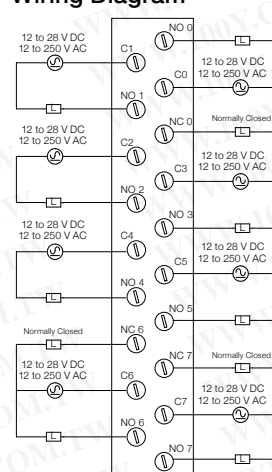 Wiring Diagram
NO 0
12 to 28 V DC
12 to 250 V AC
C1
L
12 to 28 V DC
12 to 250 V AC
C0
L
NO 1
NC 0
Normally Closed
L
12 to 28 V DC
12 to 250 V AC
C2
12 to 28 V DC
12 to 250 V AC
C3
L
NO 2
NO 3
L
12 to 28 V DC
12 to 250 V AC
C4
12 to 28 V DC
12 to 250 V AC
C5
L
NO 4
NO 5
L
Normally Closed
L
NC 6
NC 7
Normally Closed
L
12 to 28 V DC
12 to 250 V AC
C6
12 to 28 V DC
12 to 250 V AC
C7
L
NO 6
NO 7
L